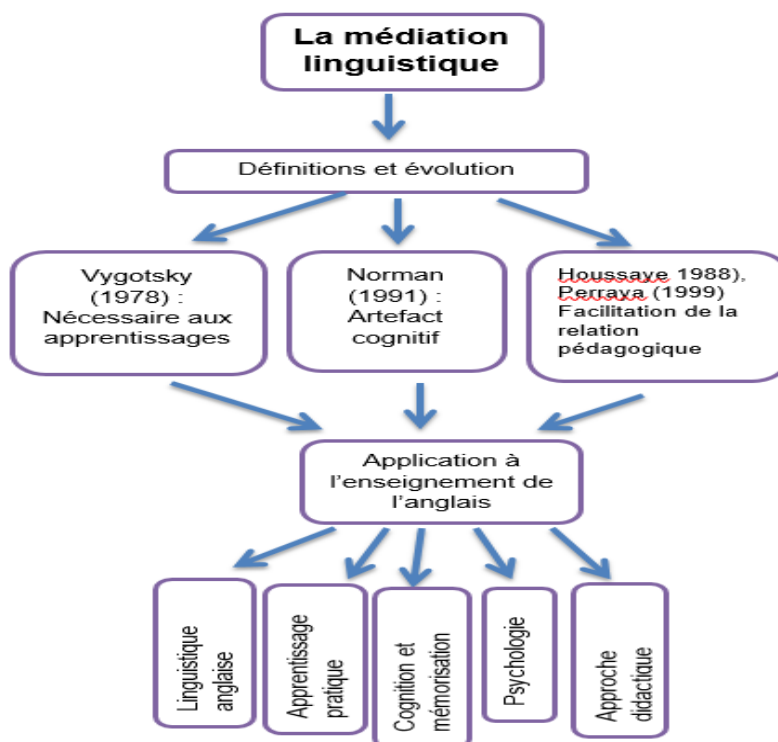 La médiation
linguistique
Définitions et évolution
Vygotsky
(1978) :
Nécessaire aux
apprentissages
Norman
(1991) :
Artefact
cognitif
Houssaye 1988),
Perraya (1999)
Facilitation de la
relation
pédagogique
Application à
l'enseignement de
l'anglais
Linguistique
anglaise
Apprentissage
pratique
Cognition et
mémorisation
Psychologie
Approche
didactique